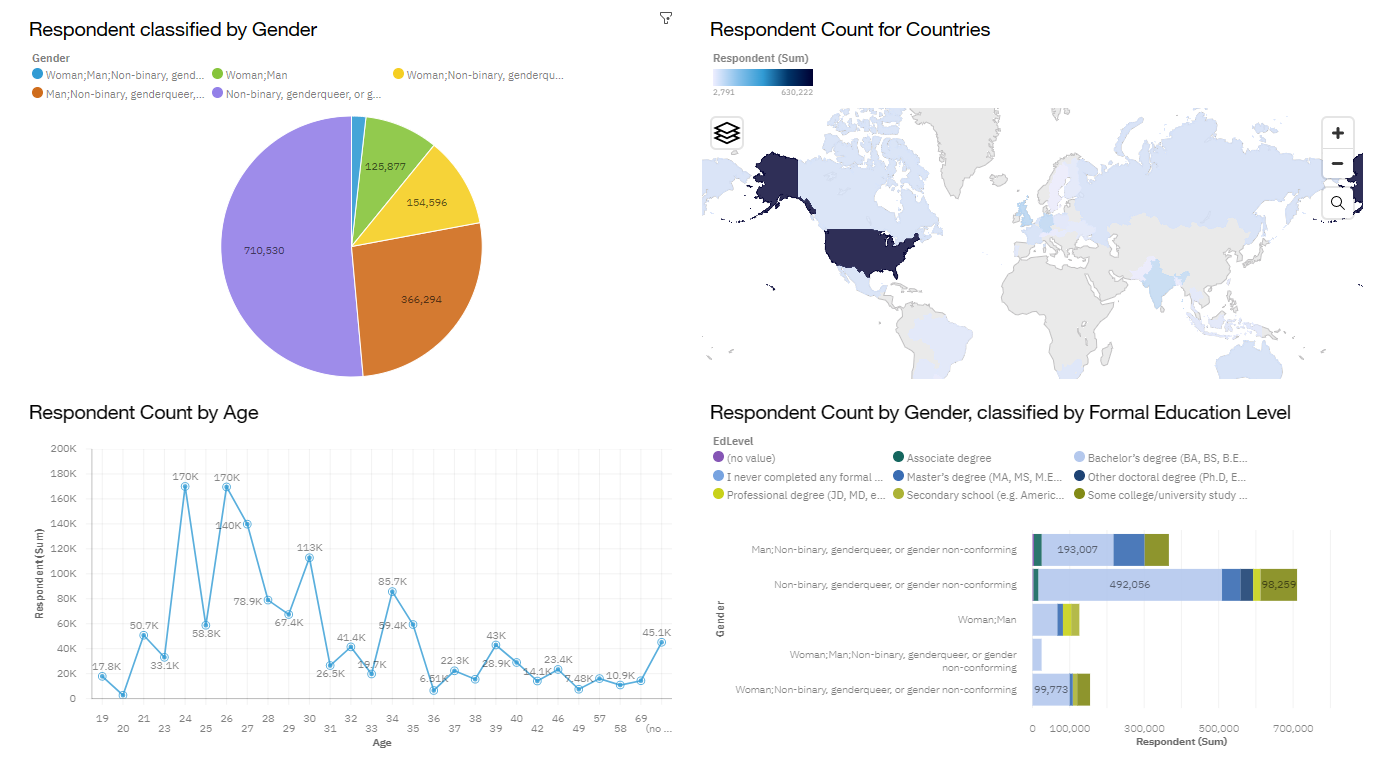 Respondent classified by Gender
Gender
Woman;Man;Non-binary, gend...
Woman;Man
Woman;Non-binary, genderqu...
Man;Non-binary, genderqueer,...
Non-binary, genderqueer, or g...
125,877
154,596
710,530
366,294
Respondent Count for Countries
Respondent (Sum)
2,791 630,222
+
−
Respondent Count by Age
Respondent (Sum)
200K
180K
160K
140K
120K
100K
80K
60K
40K
20K
0
17.8K
50.7K
33.1K
170K
58.8K
170K
140K
78.9K
67.4K
113K
26.5K
41.4K
19.7K
85.7K
59.4K
6.51K
22.3K
43K
28.9K
14.1K
23.4K
7.48K
10.9K
45.1K
19 21 24 26 28 30 32 34 36 38 40 46 57 69
20 23 25 27 29 31 33 35 37 39 42 49 58 (no ...
Age
Respondent Count by Gender, classified by Formal Education Level
EdLevel
(no value)
Associate degree
Bachelor's degree (BA, BS, B.E...
I never completed any formal ...
Master's degree (MA, MS, M.E...
Other doctoral degree (Ph.D, E...
Professional degree (JD, MD, e...
Secondary school (e.g. Americ...
Some college/university study ...
Gender
Man;Non-binary, genderqueer, or gender non-conforming
193,007
Non-binary, genderqueer, or gender non-conforming
492,056
98,259
Woman;Man
Woman;Man;Non-binary, genderqueer, or gender
non-conforming
Woman;Non-binary, genderqueer, or gender non-conforming
99,773
0 100,000 300,000 500,000 700,000
Respondent (Sum)